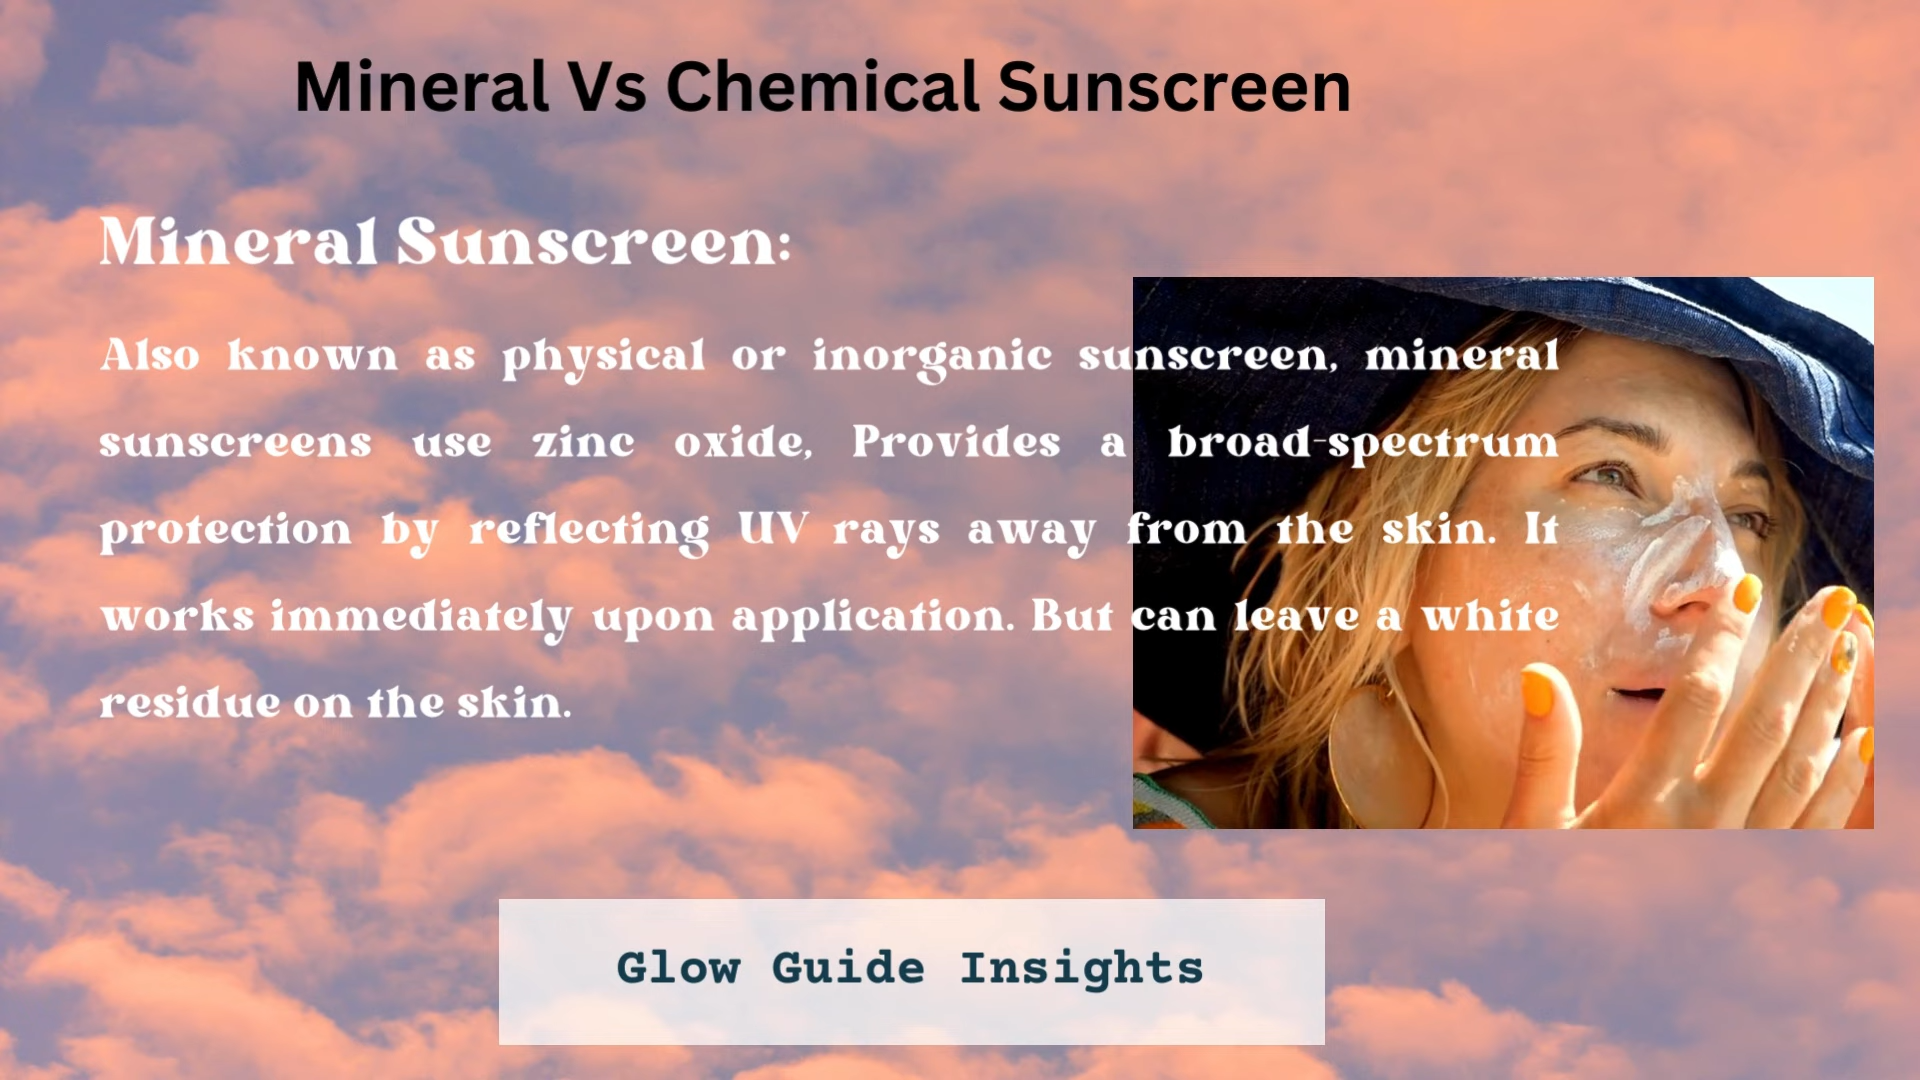 Mineral Vs Chemical Sunscreen
Mineral Sunscreen:
Also known as physical or inorganic sunscreen, mineral
sunscreens use zinc oxide, Provides a broad-spectrum
protection by reflecting UV rays away from the skin. It
works immediately upon application. But can leave a white
residue on the skin.
Glow Guide Insights